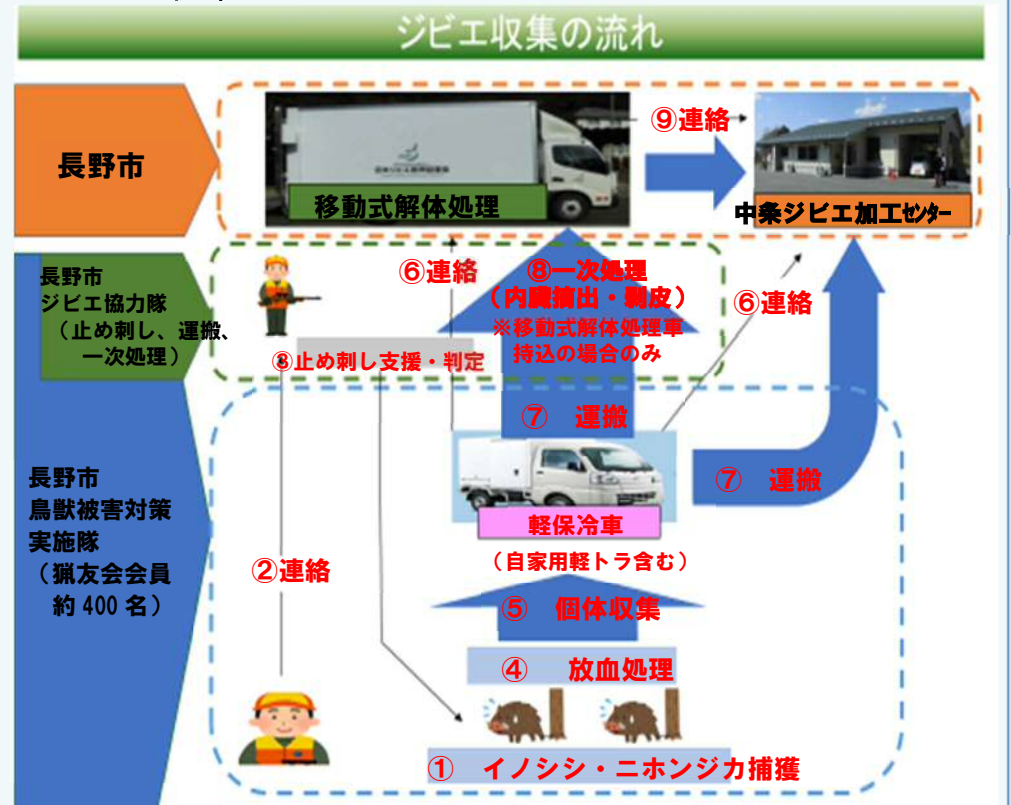 ジビエ収集の流れ
長野市
移動式解体処理
⑨連絡
中条ジビエ加工センター
長野市
ジビエ協力隊
(止め刺し、運搬、
一次処理)
⑥連絡
⑧一次処理
(内臓摘出・剥皮)
※移動式解体処理車
持込の場合のみ
⑥連絡
③止め刺し支援・判定
⑦ 運搬
長野市
鳥獣被害対策
実施隊
(猟友会会員
約400名)
軽保冷車
(自家用軽トラ含む)
⑦ 運搬
②連絡
⑤ 個体収集
④ 放血処理
① イノシシ・ニホンジカ捕獲